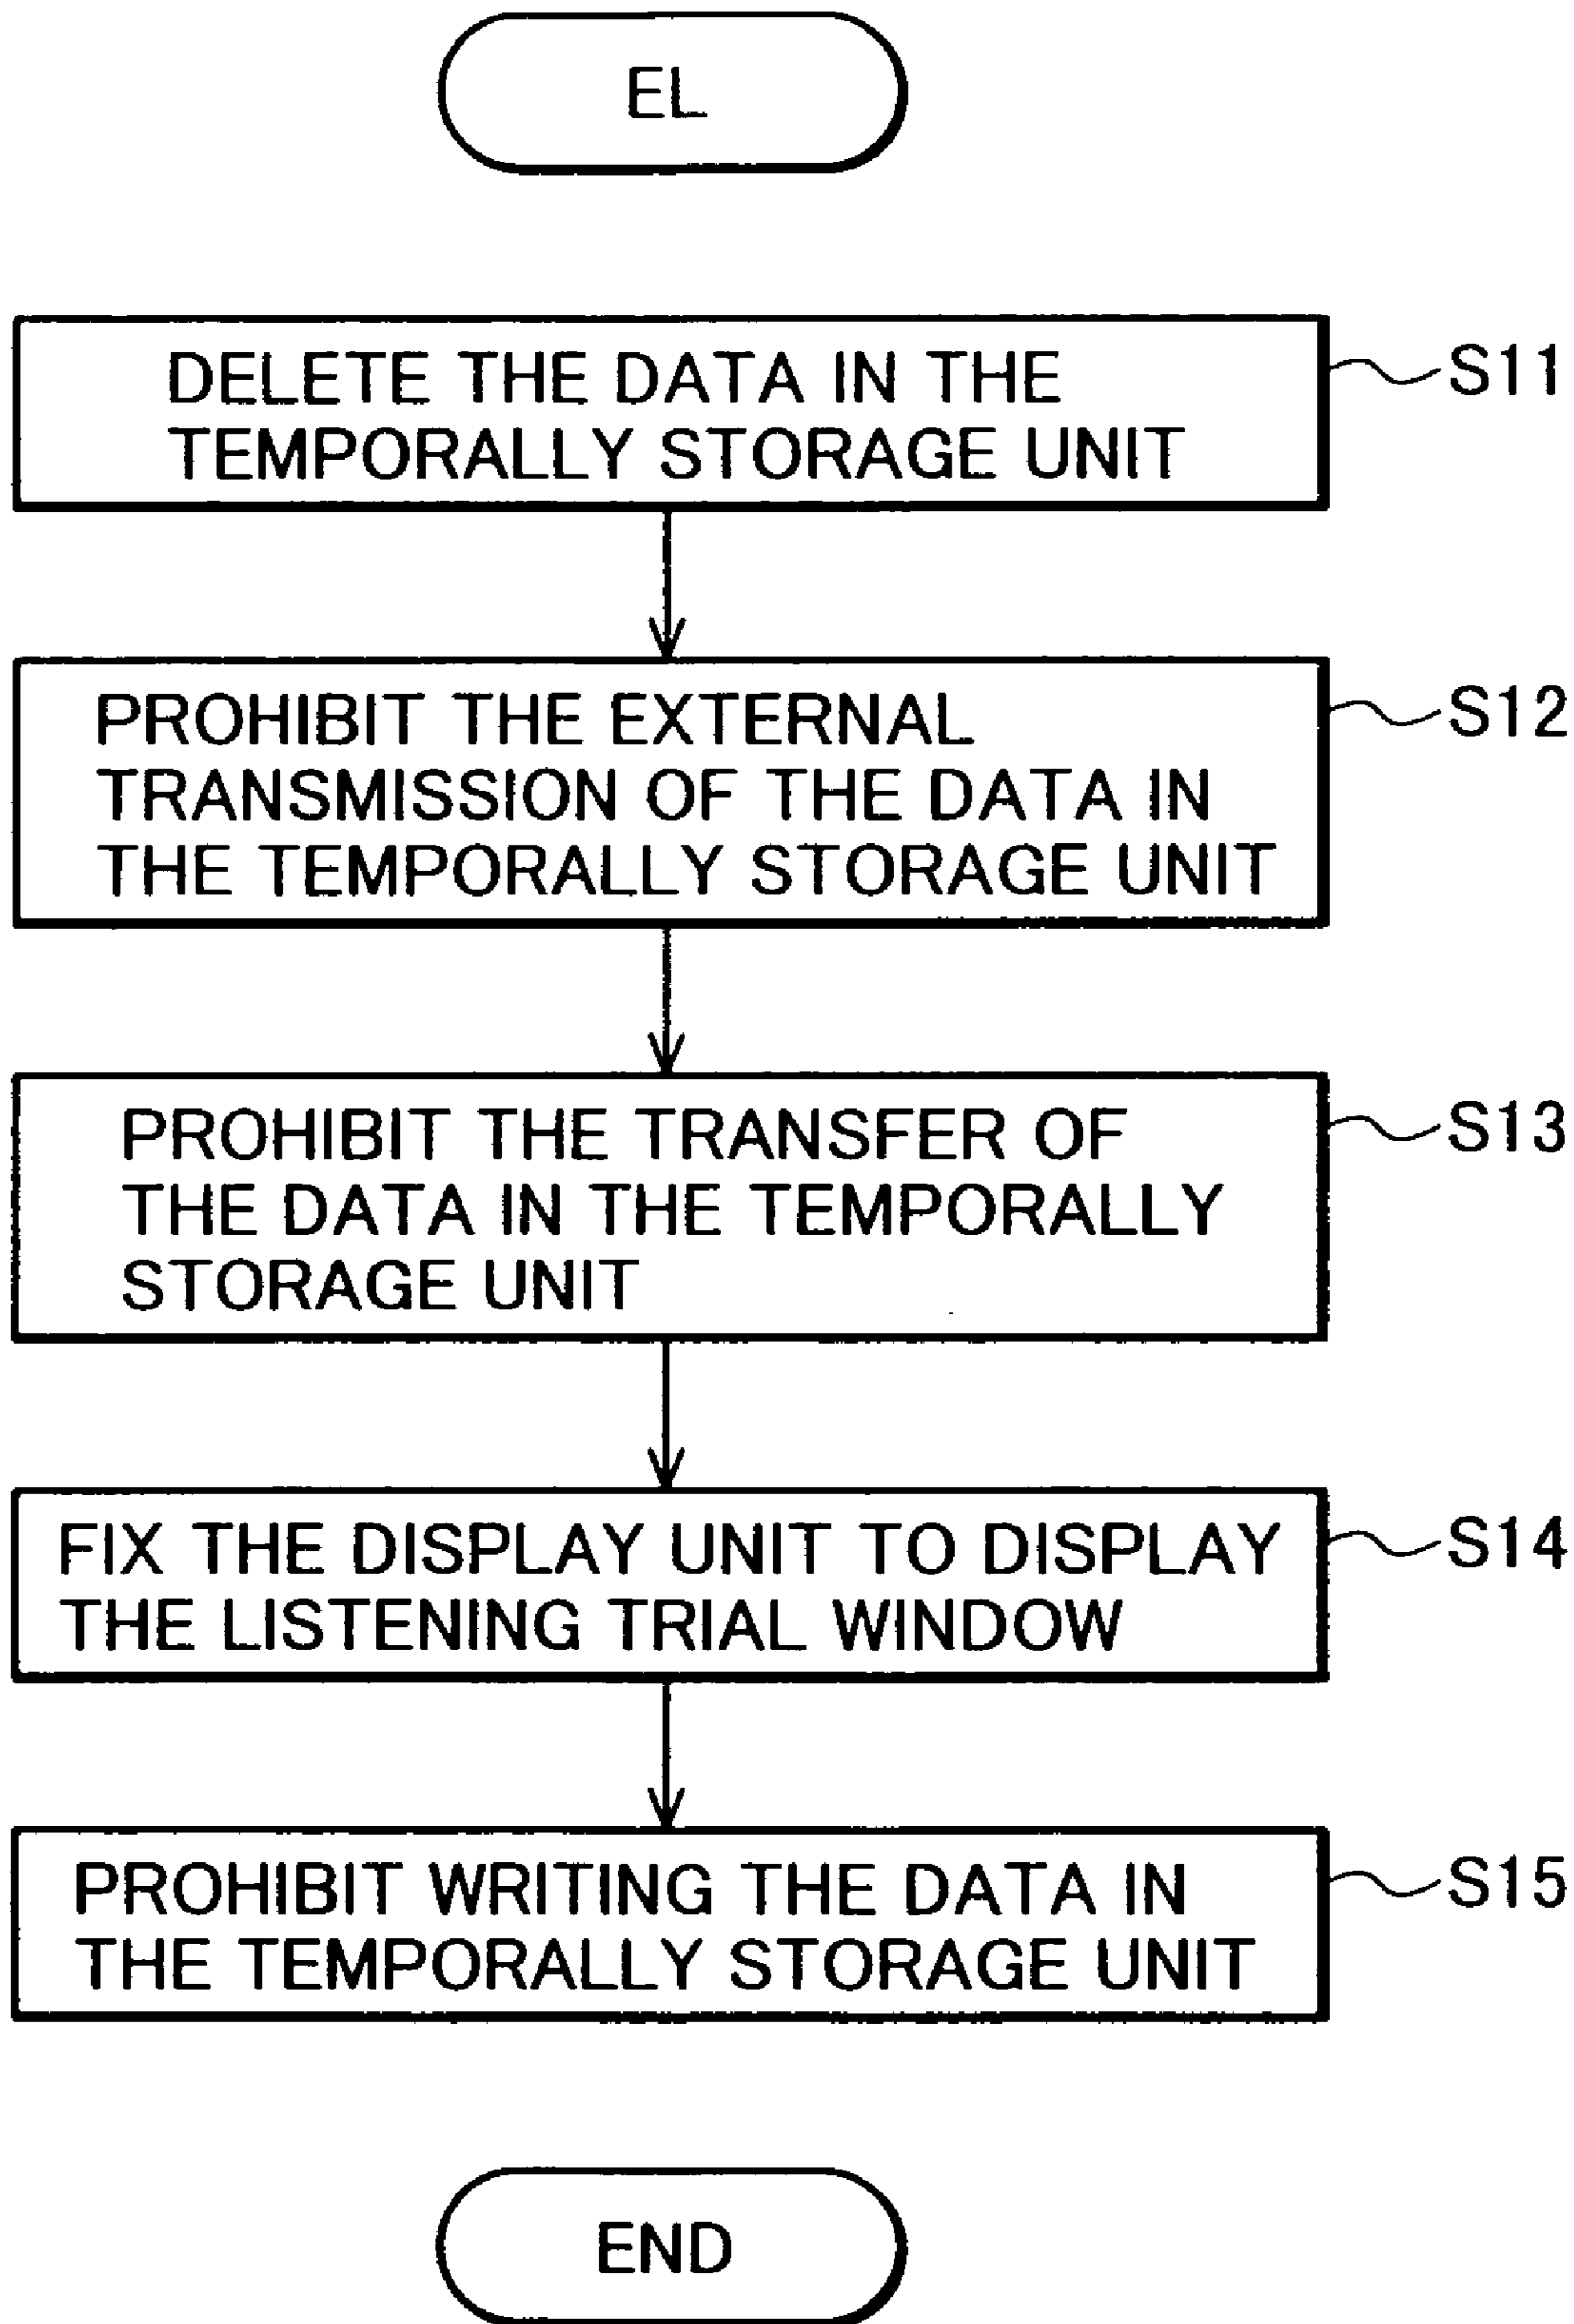 EL
DELETE THE DATA IN THE
TEMPORALLY STORAGE UNIT
S11
PROHIBIT THE EXTERNAL
TRANSMISSION OF THE DATA IN
THE TEMPORALLY STORAGE UNIT
S12
PROHIBIT THE TRANSFER OF
THE DATA IN THE TEMPORALLY
STORAGE UNIT
S13
FIX THE DISPLAY UNIT TO DISPLAY
THE LISTENING TRIAL WINDOW
S14
PROHIBIT WRITING THE DATA IN
THE TEMPORALLY STORAGE UNIT
S15
END